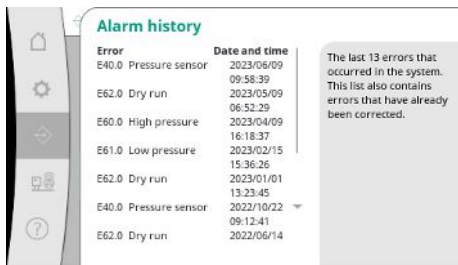 Alarm history
Error Date and time
E40.0 Pressure sensor 2023/06/09
09:58:39
E62.0 Dry run 2023/05/09
06:52:29
E60.0 High pressure 2023/04/09
16:18:37
E61.0 Low pressure 2023/02/15
15:36:26
E62.0 Dry run 2023/01/01
13:23:45
E40.0 Pressure sensor 2022/10/22
09:12:41
E62.0 Dry run 2022/06/14
The last 13 errors that
occurred in the system.
This list also contains
errors that have already
been corrected.
?